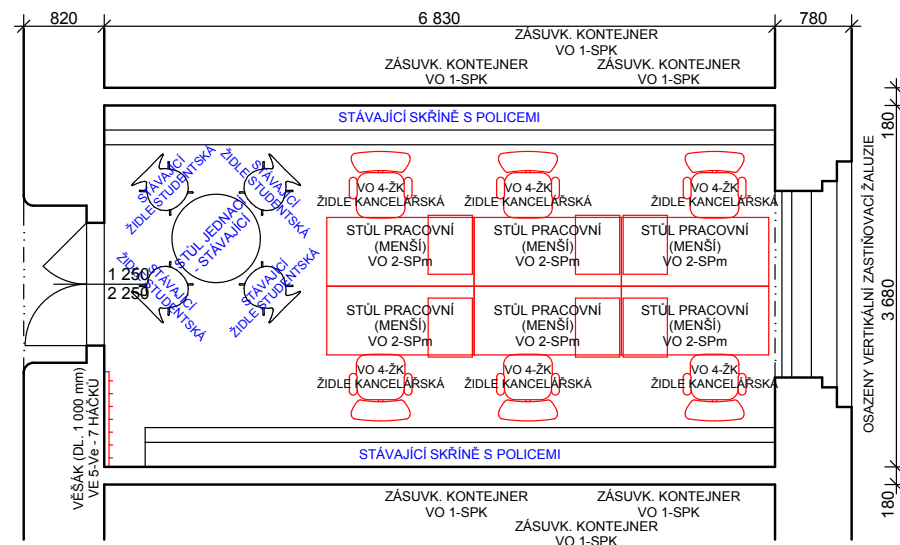 820
6 830
780
ZÁSUVK. KONTEJNER
VO 1-SPK
ZÁSUVK. KONTEJNER
VO 1-SPK
ZÁSUVK. KONTEJNER
VO 1-SPK
180
STÁVAJÍCÍ SKŘÍNĚ S POLICEMI
STÁVAJÍCÍ
ŽIDLE STUDENTSKÁ
STÁVAJÍCÍ
ŽIDLE STUDENTSKÁ
STŮL JEDNACÍ
- STÁVAJÍCÍ
STÁVAJÍCÍ
ŽIDLE STUDENTSKÁ
STÁVAJÍCÍ
ŽIDLE STUDENTSKÁ
VO 4-ŽK
ŽIDLE KANCELÁŘSKÁ
VO 4-ŽK
ŽIDLE KANCELÁŘSKÁ
VO 4-ŽK
ŽIDLE KANCELÁŘSKÁ
STŮL PRACOVNÍ
(MENŠÍ)
VO 2-SPm
STŮL PRACOVNÍ
(MENŠÍ)
VO 2-SPm
STŮL PRACOVNÍ
(MENŠÍ)
VO 2-SPm
1 250
2 250
STŮL PRACOVNÍ
(MENŠÍ)
VO 2-SPm
STŮL PRACOVNÍ
(MENŠÍ)
VO 2-SPm
STŮL PRACOVNÍ
(MENŠÍ)
VO 2-SPm
VO 4-ŽK
ŽIDLE KANCELÁŘSKÁ
VO 4-ŽK
ŽIDLE KANCELÁŘSKÁ
VO 4-ŽK
ŽIDLE KANCELÁŘSKÁ
OSAZENY VERTIKÁLNÍ ZASTIŇOVACÍ ŽALUZIE
3 680
VĚŠÁK (DL. 1 000 mm)
VE 5-Ve - 7 HÁČKŮ
STÁVAJÍCÍ SKŘÍNĚ S POLICEMI
180
ZÁSUVK. KONTEJNER
VO 1-SPK
ZÁSUVK. KONTEJNER
VO 1-SPK
ZÁSUVK. KONTEJNER
VO 1-SPK